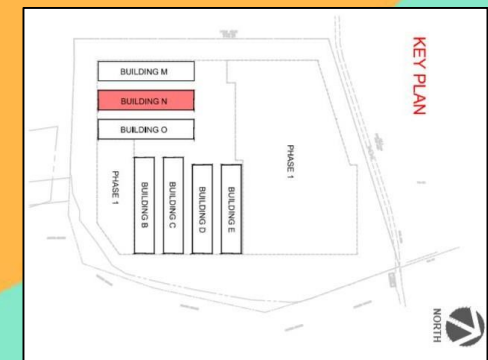 KEY PLAN
BUILDING M
BUILDING N
BUILDING O
PHASE 1
BUILDING B
BUILDING C
BUILDING D
BUILDING E
PHASE 1
NORTH